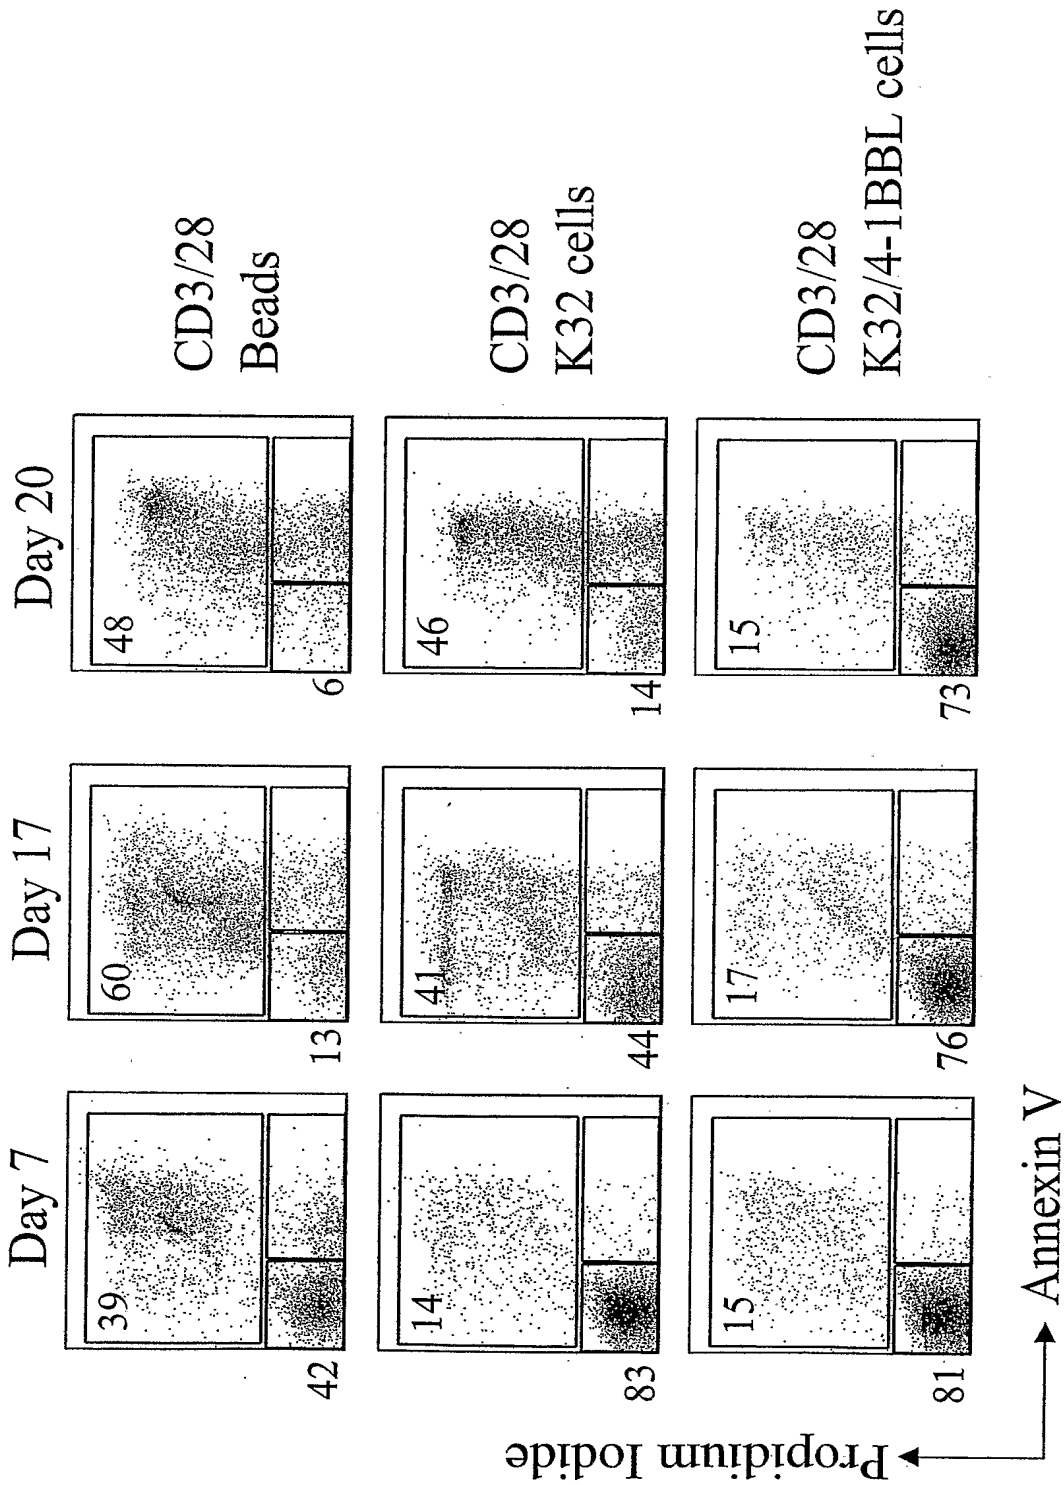 Day 7
Day 17
Day 20
39
42
60
13
48
6
CD3/28
Beads
14
83
41
44
46
14
CD3/28
K32 cells
15
81
17
76
15
73
CD3/28
K32/4-1BBL cells
Propidium Iodide
Annexin V